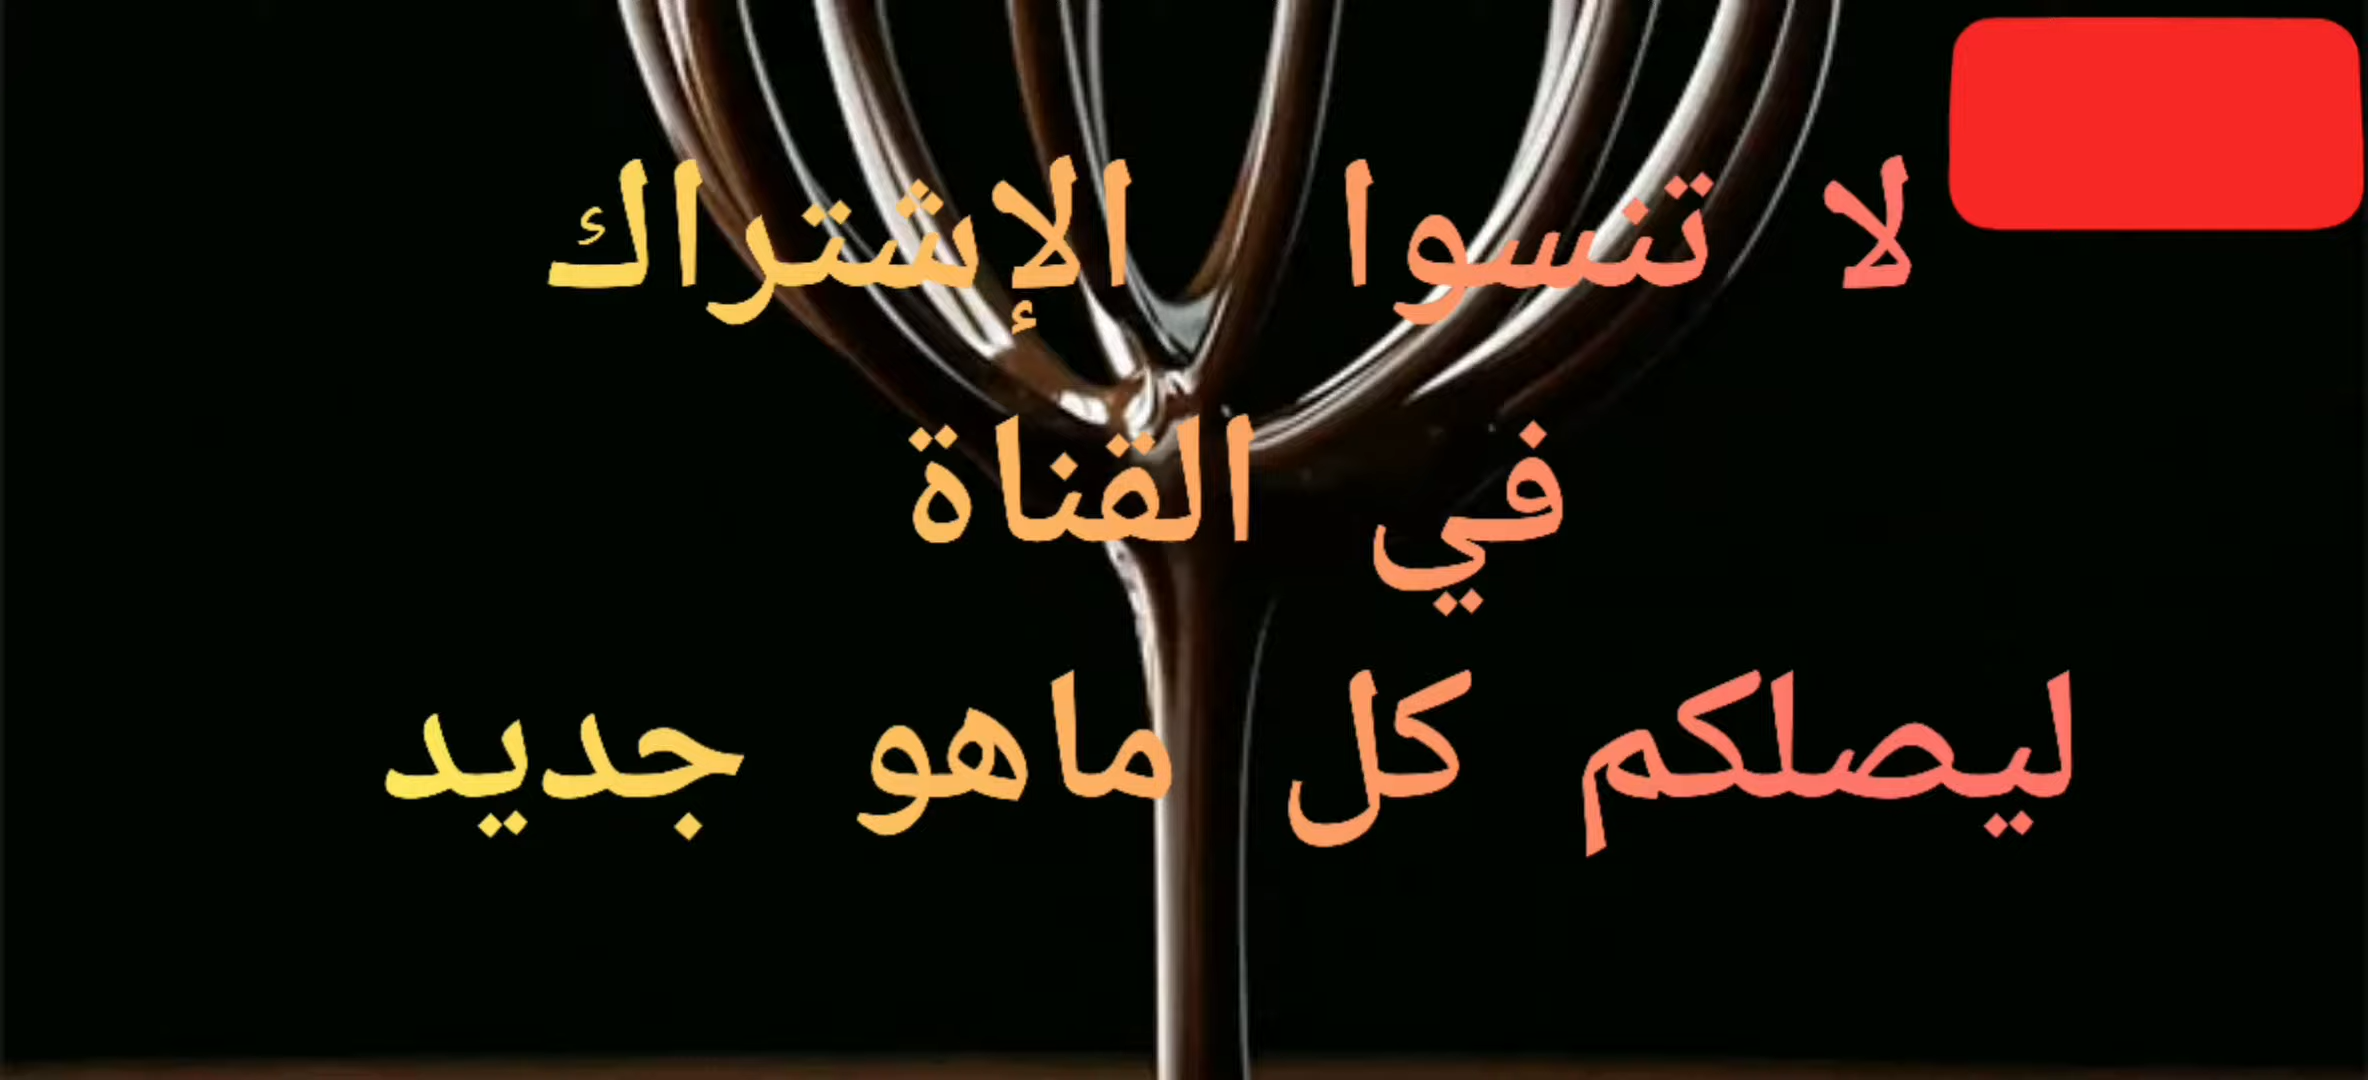 لا تنسوا الإشتراك
في القناة
ليصلكم كل ماهو جديد